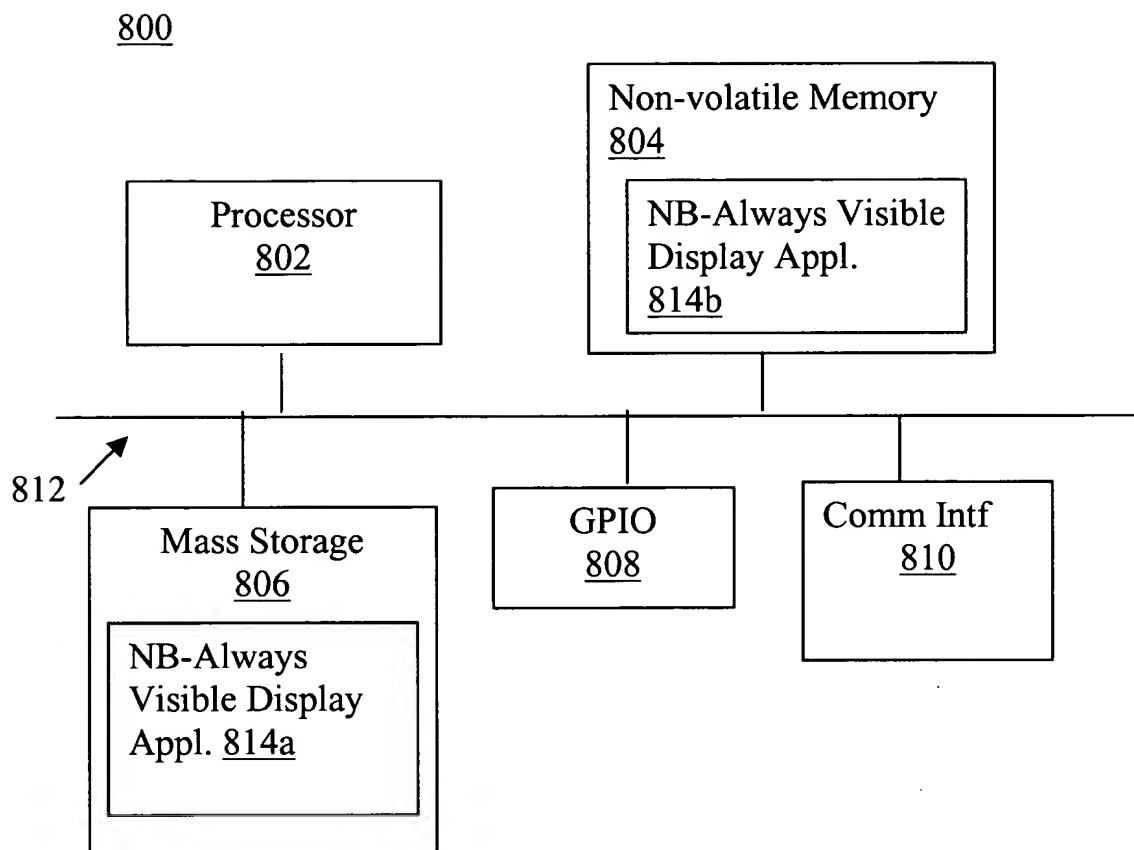 800
Non-volatile Memory
804
NB-Always Visible
Display Appl.
814b
Processor
802
812
Mass Storage
806
NB-Always
Visible Display
Appl. 814a
GPIO
808
Comm Intf
810